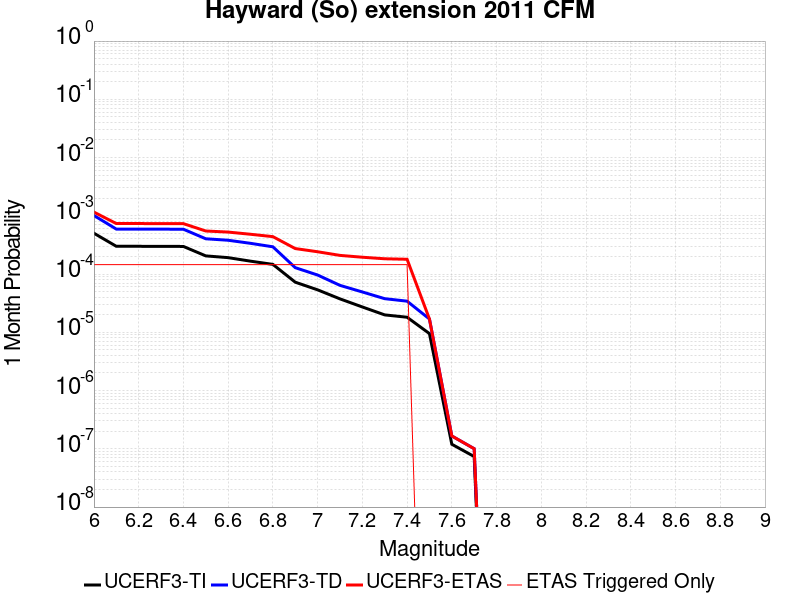 Hayward (So) extension 2011 CFM
10^0
10^-1
10^-2
10^-3
10^-4
10^-5
10^-6
10^-7
10^-8
1 Month Probability
6 6.2 6.4 6.6 6.8 7 7.2 7.4 7.6 7.8 8 8.2 8.4 8.6 8.8 9
Magnitude
UCERF3-TI UCERF3-TD UCERF3-ETAS ETAS Triggered Only